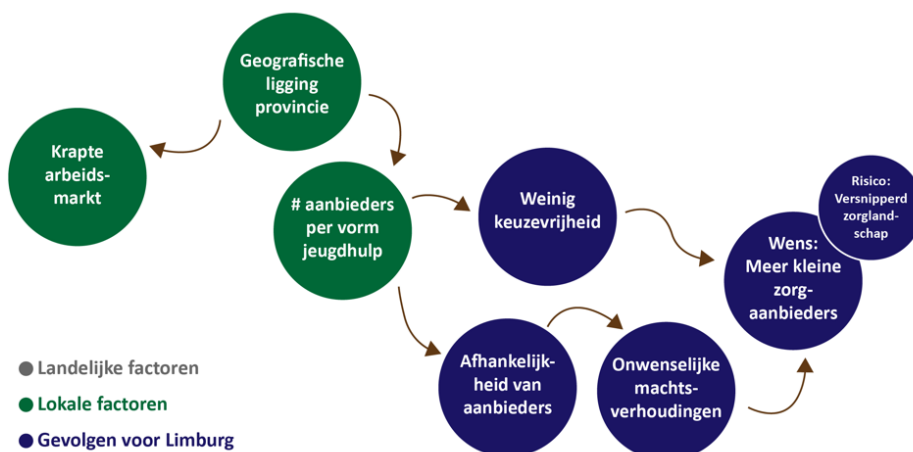 Geografische
ligging
provincie
Krapte
arbeids-
markt
# aanbieders
per vorm
jeugdhulp
Weinig
keuzevrijheid
Risico:
Versnipperd
zorgland-
schap
Wens:
Meer kleine
zorg-
aanbieders
Afhankelijk-
heid van
aanbieders
Onwenselijke
machts-
verhoudingen
Landelijke factoren
Lokale factoren
Gevolgen voor Limburg